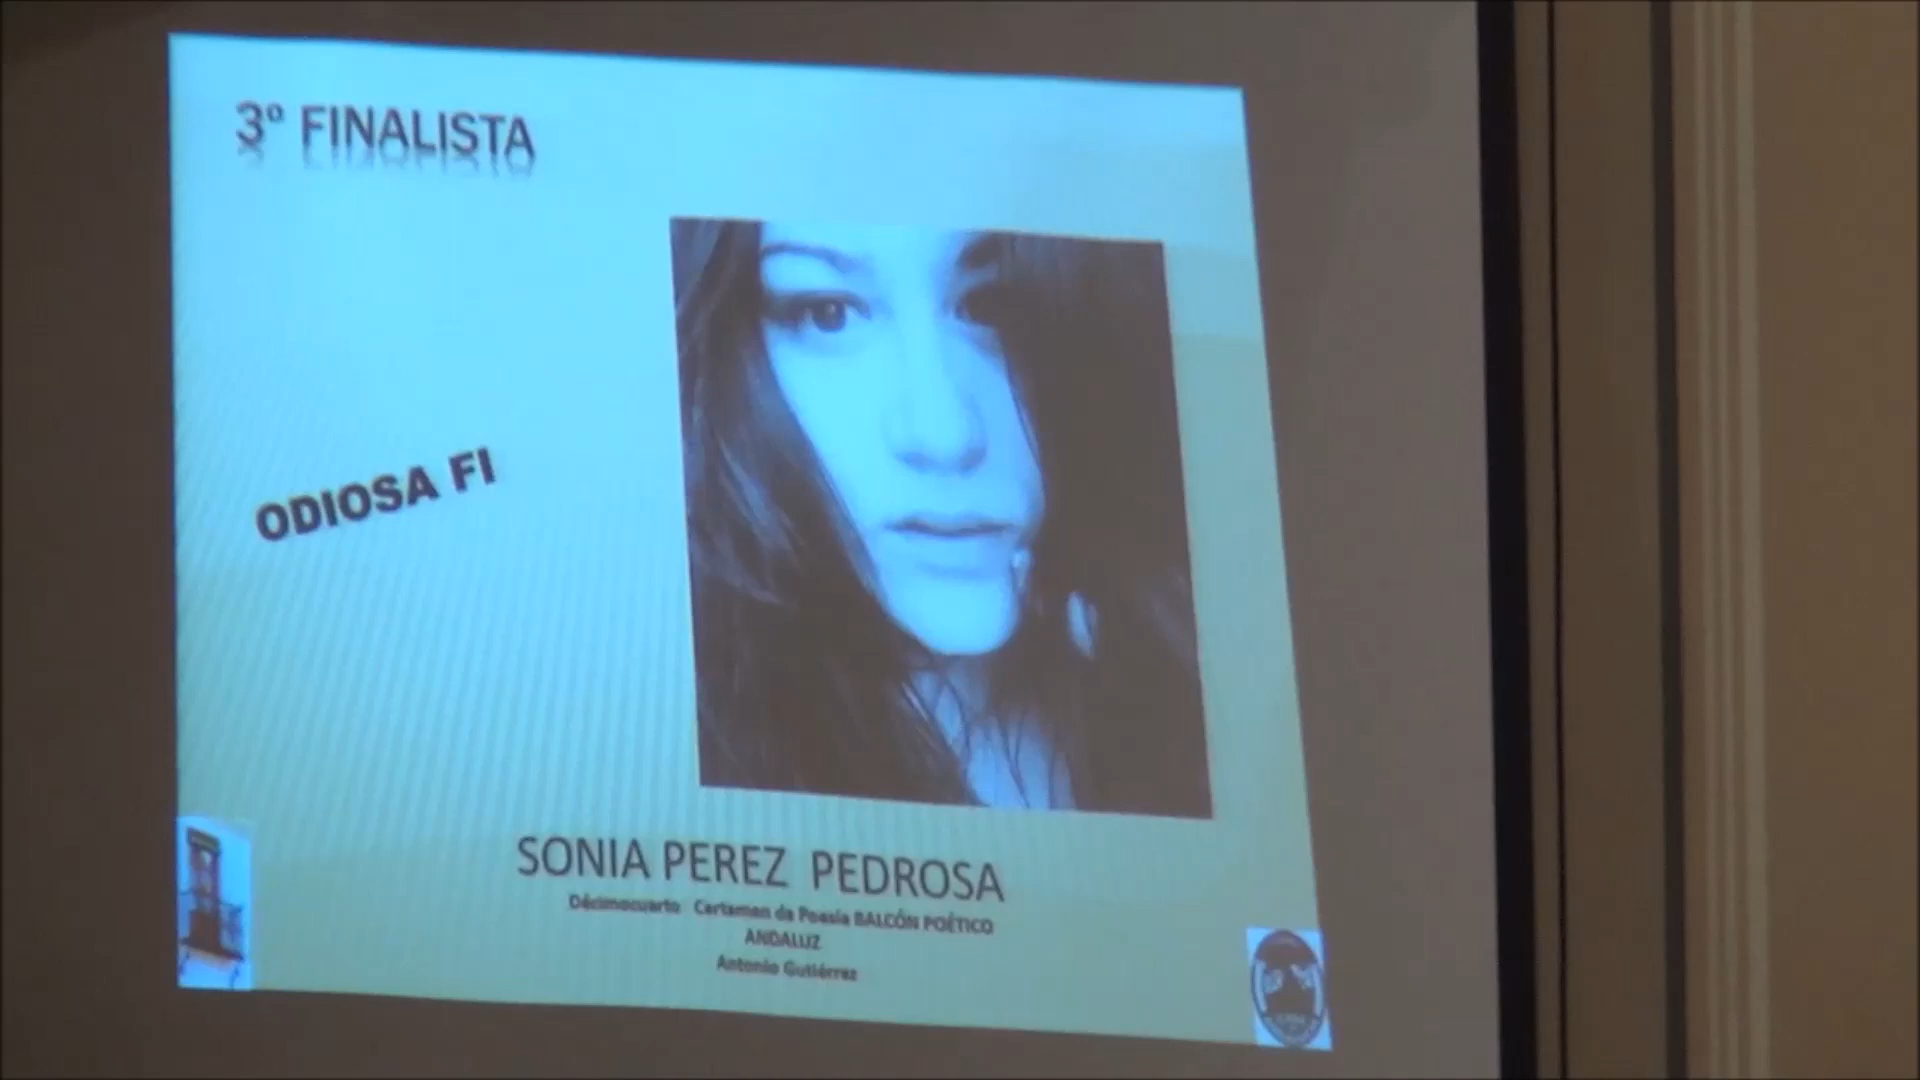 3º FINALISTA
ODIOSA FI
SONIA PEREZ PEDROSA
Décimocuarto Certamen de Poesía BALCÓN POÉTICO
ANDALUZ
Antonio Gutiérrez